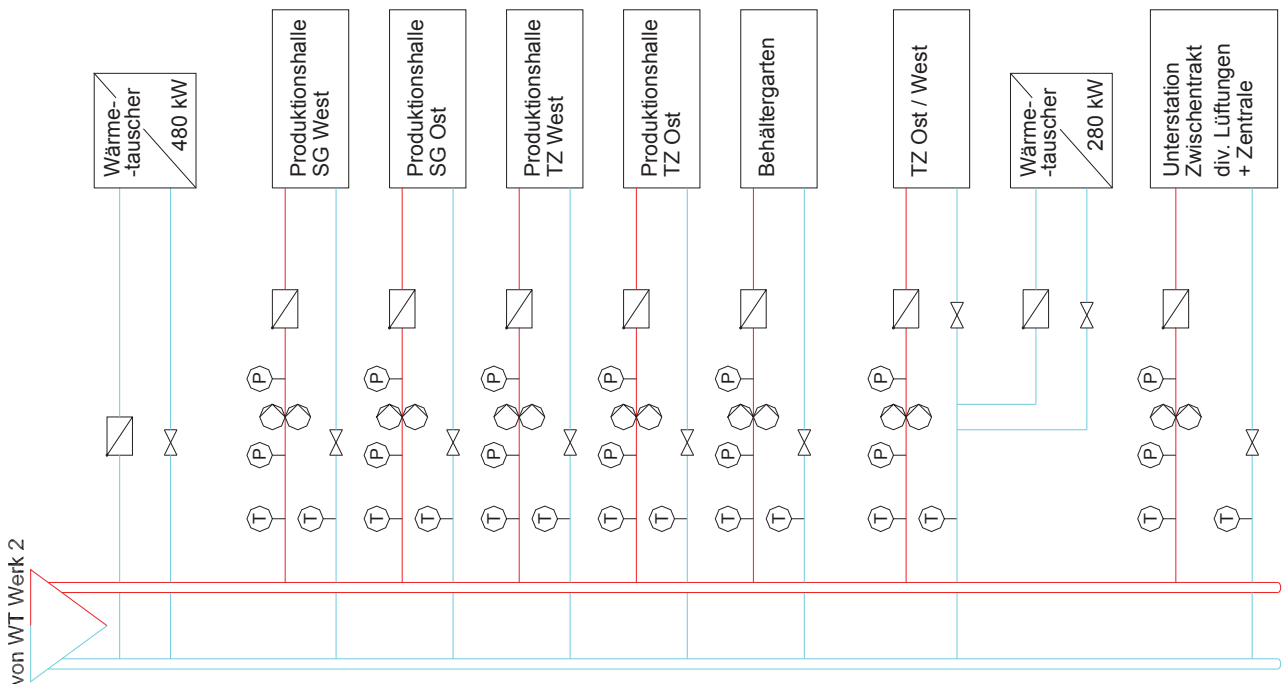 Wärme-
-tauscher
480 kW
Produktionshalle
SG West
Produktionshalle
SG Ost
Produktionshalle
TZ West
Produktionshalle
TZ Ost
Behältergarten
TZ Ost / West
Wärme-
-tauscher
280 kW
Unterstation
Zwischentrakt
div. Lüftungen
+ Zentrale
P
P
P
P
P
P
P
P
P
P
P
P
P
P
T
T
T
T
T
T
T
T
T
T
T
T
T
T
von WT Werk 2